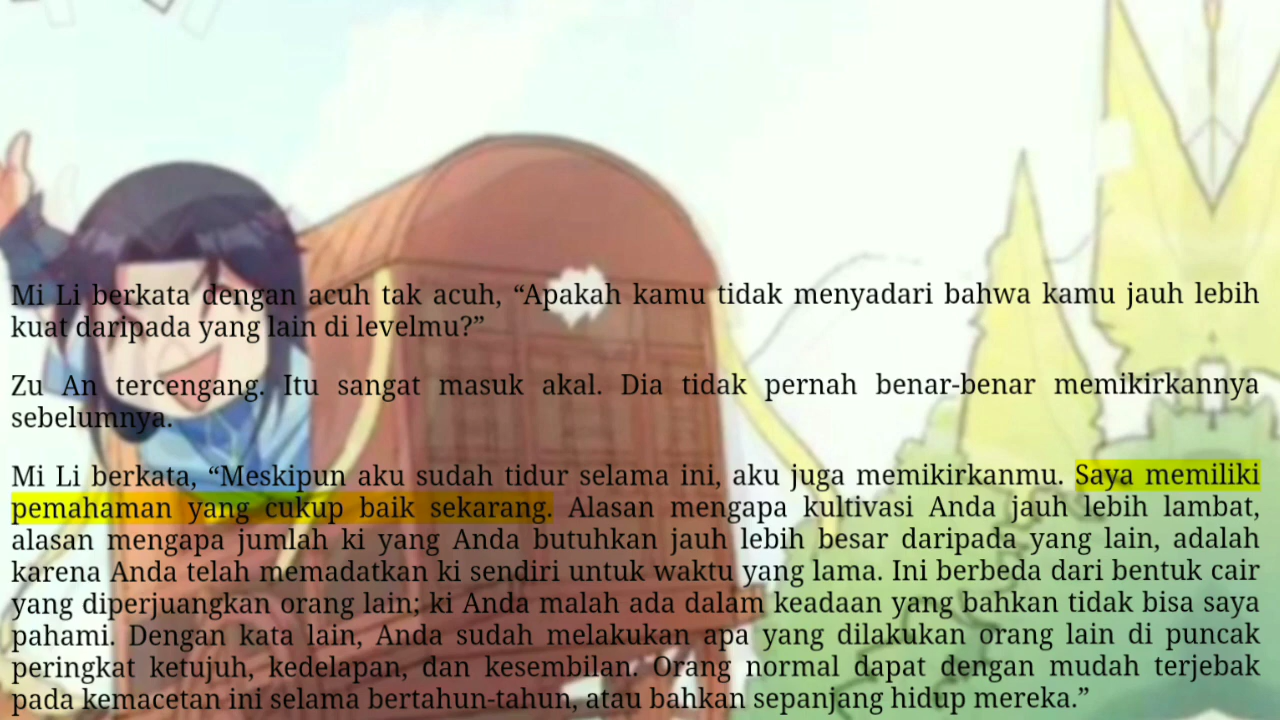 Mi Li berkata dengan acuh tak acuh, “Apakah kamu tidak menyadari bahwa kamu jauh lebih
kuat daripada yang lain di levelmu?”
Zu An tercengang. Itu sangat masuk akal. Dia tidak pernah benar-benar memikirkannya
sebelumnya.
Mi Li berkata, “Meskipun aku sudah tidur selama ini, aku juga memikirkanmu. Saya memiliki
pemahaman yang cukup baik sekarang. Alasan mengapa kultivasi Anda jauh lebih lambat,
alasan mengapa jumlah ki yang Anda butuhkan jauh lebih besar daripada yang lain, adalah
karena Anda telah memadatkan ki sendiri untuk waktu yang lama. Ini berbeda dari bentuk cair
yang diperjuangkan orang lain; ki Anda malah ada dalam keadaan yang bahkan tidak bisa saya
pahami. Dengan kata lain, Anda sudah melakukan apa yang dilakukan orang lain di puncak
peringkat ketujuh, kedelapan, dan kesembilan. Orang normal dapat dengan mudah terjebak
pada kemacetan ini selama bertahun-tahun, atau bahkan sepanjang hidup mereka.”